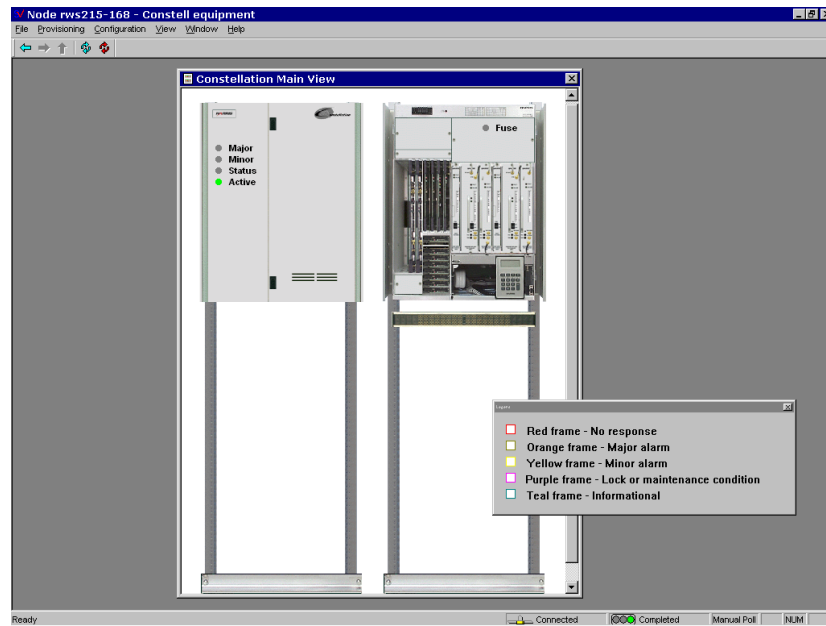 Node rws215-168 - Constell equipment
File Provisioning Configuration View Window Help
Constellation Main View
Major
Minor
Status
Active
Fuse
Legend
Red frame - No response
Orange frame - Major alarm
Yellow frame - Minor alarm
Purple frame - Lock or maintenance condition
Teal frame - Informational
Ready
Connected
Completed
Manual Poll
NUM